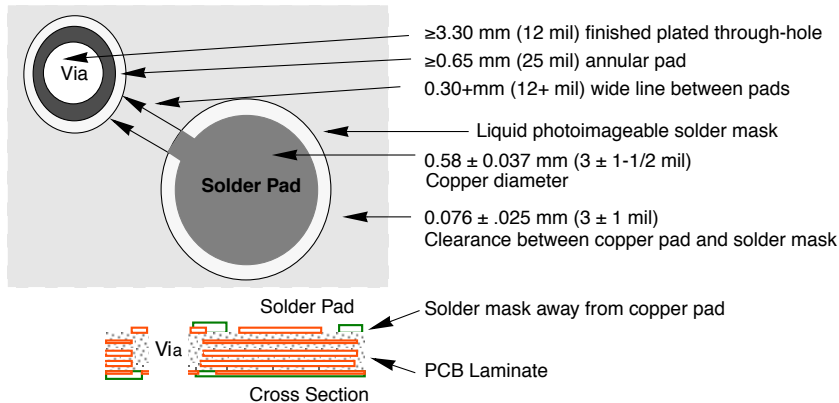 ≥3.30 mm (12 mil) finished plated through-hole
≥0.65 mm (25 mil) annular pad
Via
0.30+mm (12+ mil) wide line between pads
Liquid photoimageable solder mask
0.58 ± 0.037 mm (3 ± 1-1/2 mil)
Copper diameter
Solder Pad
0.076 ± .025 mm (3 ± 1 mil)
Clearance between copper pad and solder mask
Solder Pad
Solder mask away from copper pad
Via
PCB Laminate
Cross Section